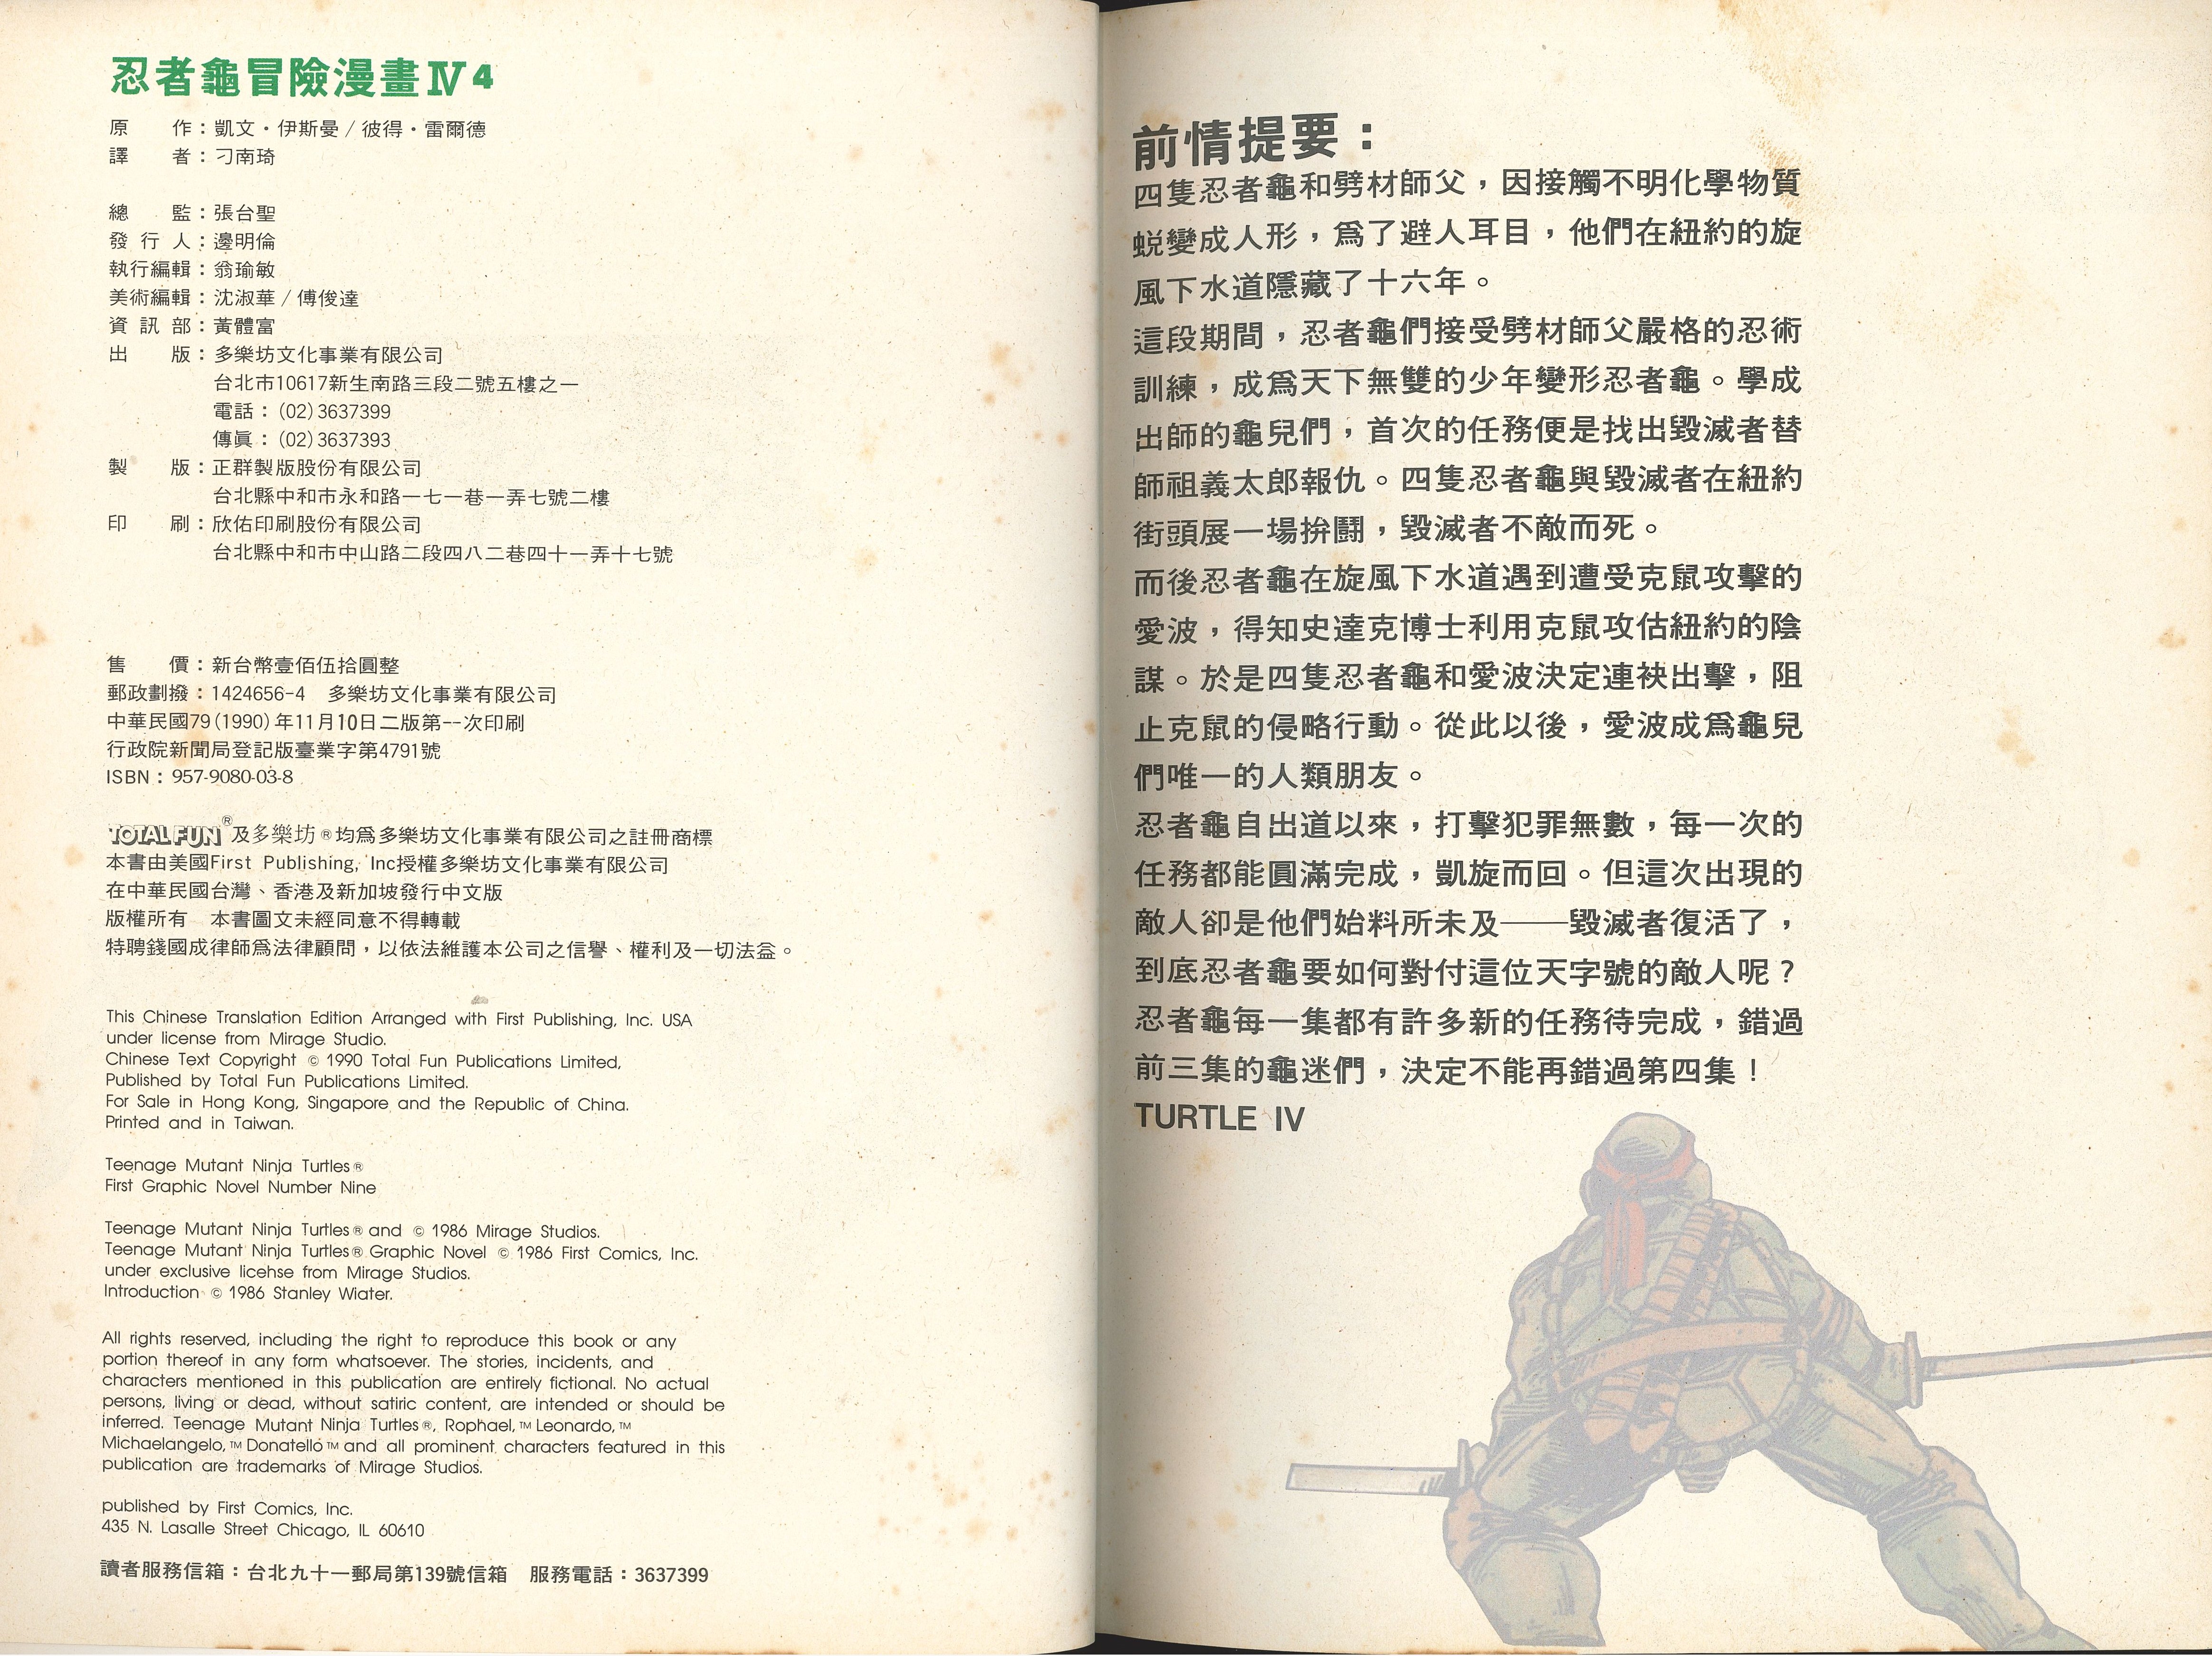 忍者龜冒險漫畫Ⅳ4
原　　作：凱文・伊斯曼／彼得・雷爾德
譯　　者：刁南琦
總　　監：張台聖
發 行 人：邊明倫
執行編輯：翁瑜敏
美術編輯：沈淑華／傅俊達
資 訊 部：黃體富
出　　版：多樂坊文化事業有限公司
台北市10617新生南路三段二號五樓之一
電話：(02)3637399
傳眞：(02)3637393
製　　版：正群製版股份有限公司
台北縣中和市永和路一七一巷一弄七號二樓
印　　刷：欣佑印刷股份有限公司
台北縣中和市中山路二段四八二巷四十一弄十七號
售　　價：新台幣壹佰伍拾圓整
郵政劃撥：1424656-4　多樂坊文化事業有限公司
中華民國79(1990)年11月10日二版第一次印刷
行政院新聞局登記版臺業字第4791號
ISBN：957-9080-03-8
TOTAL FUN®及多樂坊®均爲多樂坊文化事業有限公司之註冊商標
本書由美國First Publishing, Inc授權多樂坊文化事業有限公司
在中華民國台灣、香港及新加坡發行中文版
版權所有　本書圖文未經同意不得轉載
特聘錢國成律師爲法律顧問，以依法維護本公司之信譽、權利及一切法益。
This Chinese Translation Edition Arranged with First Publishing, Inc. USA
under license from Mirage Studio.
Chinese Text Copyright © 1990 Total Fun Publications Limited,
Published by Total Fun Publications Limited.
For Sale in Hong Kong, Singapore and the Republic of China.
Printed and in Taiwan.
Teenage Mutant Ninja Turtles®
First Graphic Novel Number Nine
Teenage Mutant Ninja Turtles® and © 1986 Mirage Studios.
Teenage Mutant Ninja Turtles® Graphic Novel © 1986 First Comics, Inc.
under exclusive licehse from Mirage Studios.
Introduction © 1986 Stanley Wiater.
All rights reserved, including the right to reproduce this book or any
portion thereof in any form whatsoever. The stories, incidents, and
characters mentioned in this publication are entirely fictional. No actual
persons, living or dead, without satiric content, are intended or should be
inferred. Teenage Mutant Ninja Turtles®, Rophael,™ Leonardo,™
Michaelangelo,™ Donatello™ and all prominent characters featured in this
publication are trademarks of Mirage Studios.
published by First Comics, Inc.
435 N. Lasalle Street Chicago, IL 60610
讀者服務信箱：台北九十一郵局第139號信箱　服務電話：3637399
前情提要：
四隻忍者龜和劈材師父，因接觸不明化學物質
蛻變成人形，爲了避人耳目，他們在紐約的旋
風下水道隱藏了十六年。
這段期間，忍者龜們接受劈材師父嚴格的忍術
訓練，成爲天下無雙的少年變形忍者龜。學成
出師的龜兒們，首次的任務便是找出毀滅者替
師祖義太郎報仇。四隻忍者龜與毀滅者在紐約
街頭展一場拚鬪，毀滅者不敵而死。
而後忍者龜在旋風下水道遇到遭受克鼠攻擊的
愛波，得知史達克博士利用克鼠攻估紐約的陰
謀。於是四隻忍者龜和愛波決定連袂出擊，阻
止克鼠的侵略行動。從此以後，愛波成爲龜兒
們唯一的人類朋友。
忍者龜自出道以來，打擊犯罪無數，每一次的
任務都能圓滿完成，凱旋而回。但這次出現的
敵人卻是他們始料所未及——毀滅者復活了，
到底忍者龜要如何對付這位天字號的敵人呢？
忍者龜每一集都有許多新的任務待完成，錯過
前三集的龜迷們，決定不能再錯過第四集！
TURTLE IV